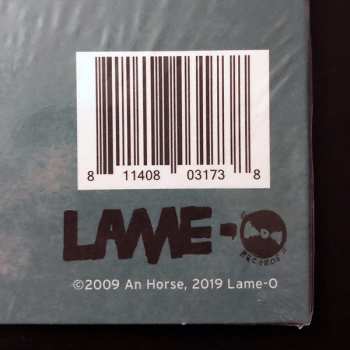 8 11408 03173 8
LAME-O
RECORDS
©2009 An Horse, 2019 Lame-O